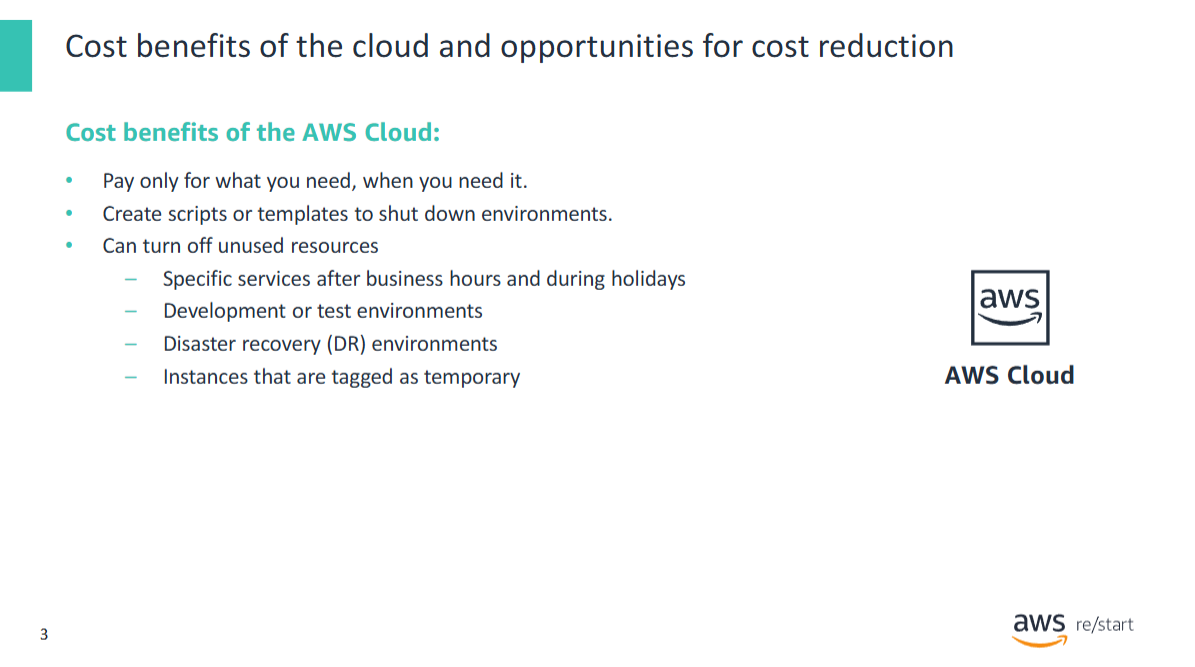 Cost benefits of the cloud and opportunities for cost reduction
Cost benefits of the AWS Cloud:
• Pay only for what you need, when you need it.
• Create scripts or templates to shut down environments.
• Can turn off unused resources
– Specific services after business hours and during holidays
– Development or test environments
– Disaster recovery (DR) environments
– Instances that are tagged as temporary
aws
AWS Cloud
3
aws re/start